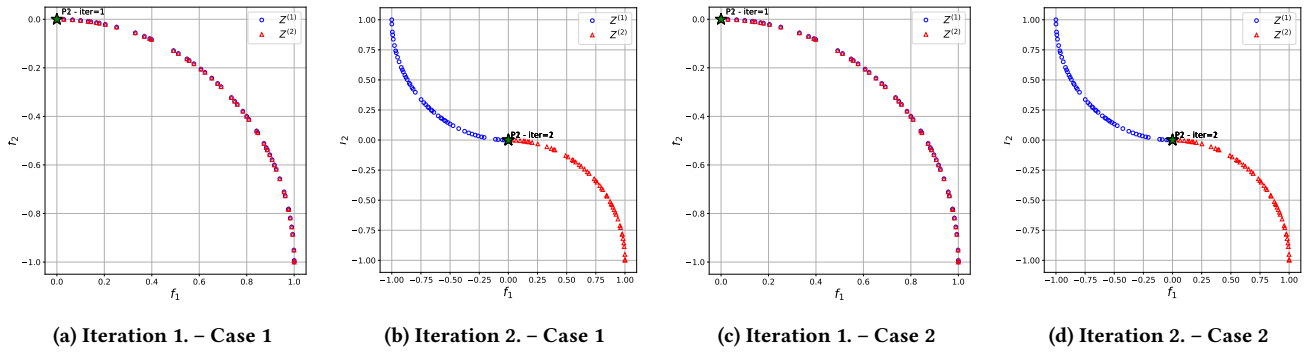 P2 - iter=1
Z(1)
Z(2)
0.0
−0.2
−0.4
−0.6
−0.8
−1.0
f2
0.0 0.2 0.4 0.6 0.8 1.0
f1
(a) Iteration 1. – Case 1
Z(1)
Z(2)
P2 - iter=2
1.00
0.75
0.50
0.25
0.00
−0.25
−0.50
−0.75
−1.00
f2
−1.00 −0.75 −0.50 −0.25 0.00 0.25 0.50 0.75 1.00
f1
(b) Iteration 2. – Case 1
P2 - iter=1
Z(1)
Z(2)
0.0
−0.2
−0.4
−0.6
−0.8
−1.0
f2
0.0 0.2 0.4 0.6 0.8 1.0
f1
(c) Iteration 1. – Case 2
Z(1)
Z(2)
P2 - iter=2
1.00
0.75
0.50
0.25
0.00
−0.25
−0.50
−0.75
−1.00
f2
−1.00 −0.75 −0.50 −0.25 0.00 0.25 0.50 0.75 1.00
f1
(d) Iteration 2. – Case 2